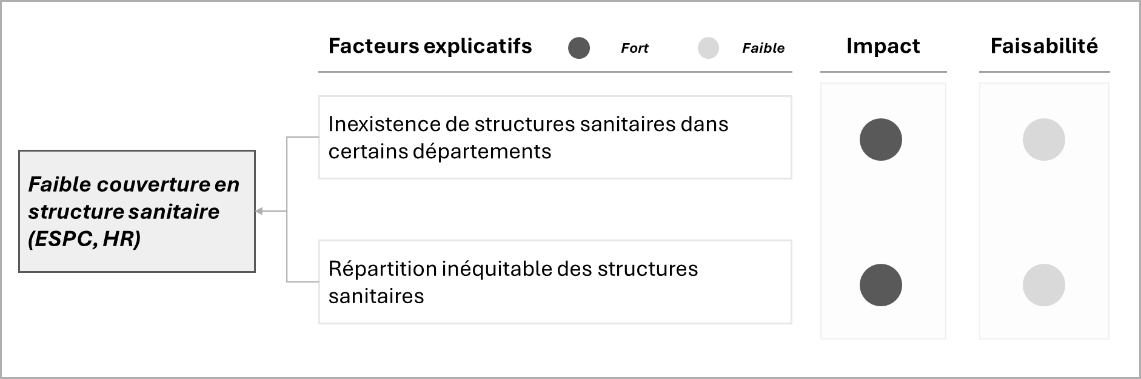 Facteurs explicatifs
Fort
Faible
Impact
Faisabilité
Inexistence de structures sanitaires dans
certains départements
Faible couverture en
structure sanitaire
(ESPC, HR)
Répartition inéquitable des structures
sanitaires